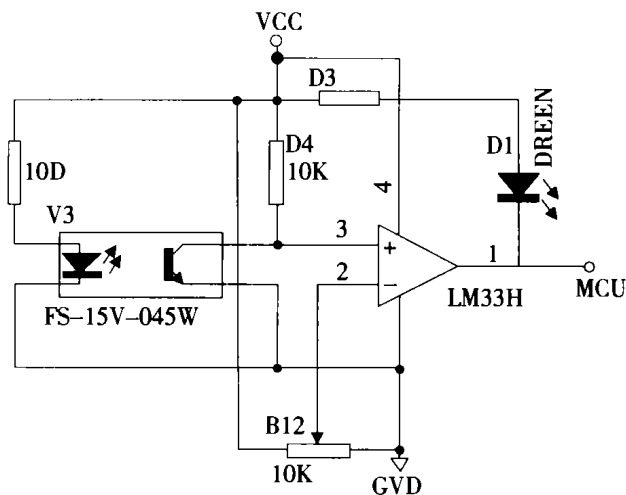 VCC
D3
D1
DREEN
10D
D4
10K
4
V3
3
+
2
−
1
LM33H
MCU
FS-15V-045W
B12
10K
GVD